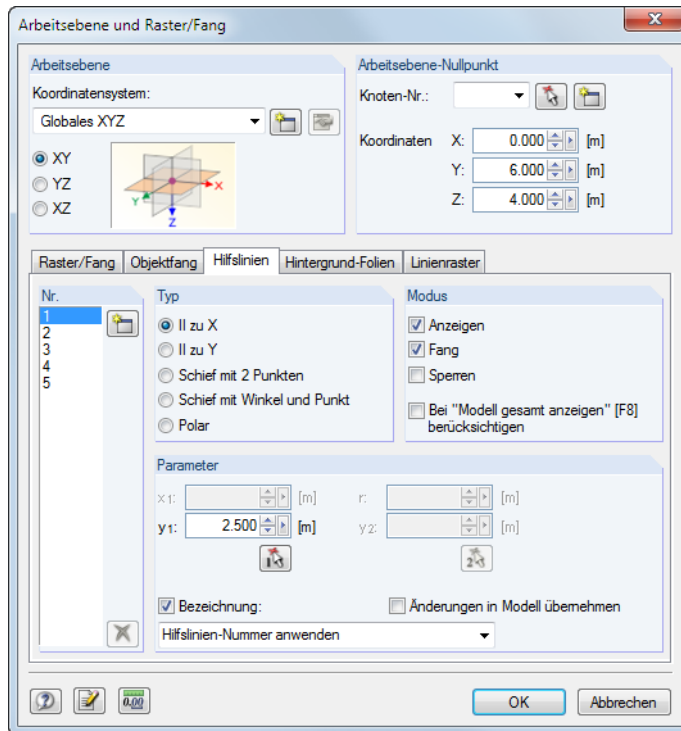 Arbeitsebene und Raster/Fang
Arbeitsebene
Koordinatensystem:
Globales XYZ
XY
YZ
XZ
X
Y
Z
Arbeitsebene-Nullpunkt
Knoten-Nr.:
Koordinaten X: 0.000 [m]
Y: 6.000 [m]
Z: 4.000 [m]
Raster/Fang Objektfang Hilfslinien Hintergrund-Folien Linienraster
Nr.
1
2
3
4
5
Typ
II zu X
II zu Y
Schief mit 2 Punkten
Schief mit Winkel und Punkt
Polar
Modus
Anzeigen
Fang
Sperren
Bei "Modell gesamt anzeigen" [F8]
berücksichtigen
Parameter
x1: [m] r: [m]
y1: 2.500 [m] y2: [m]
1 2
Bezeichnung: Änderungen in Modell übernehmen
Hilfslinien-Nummer anwenden
0.00 OK Abbrechen